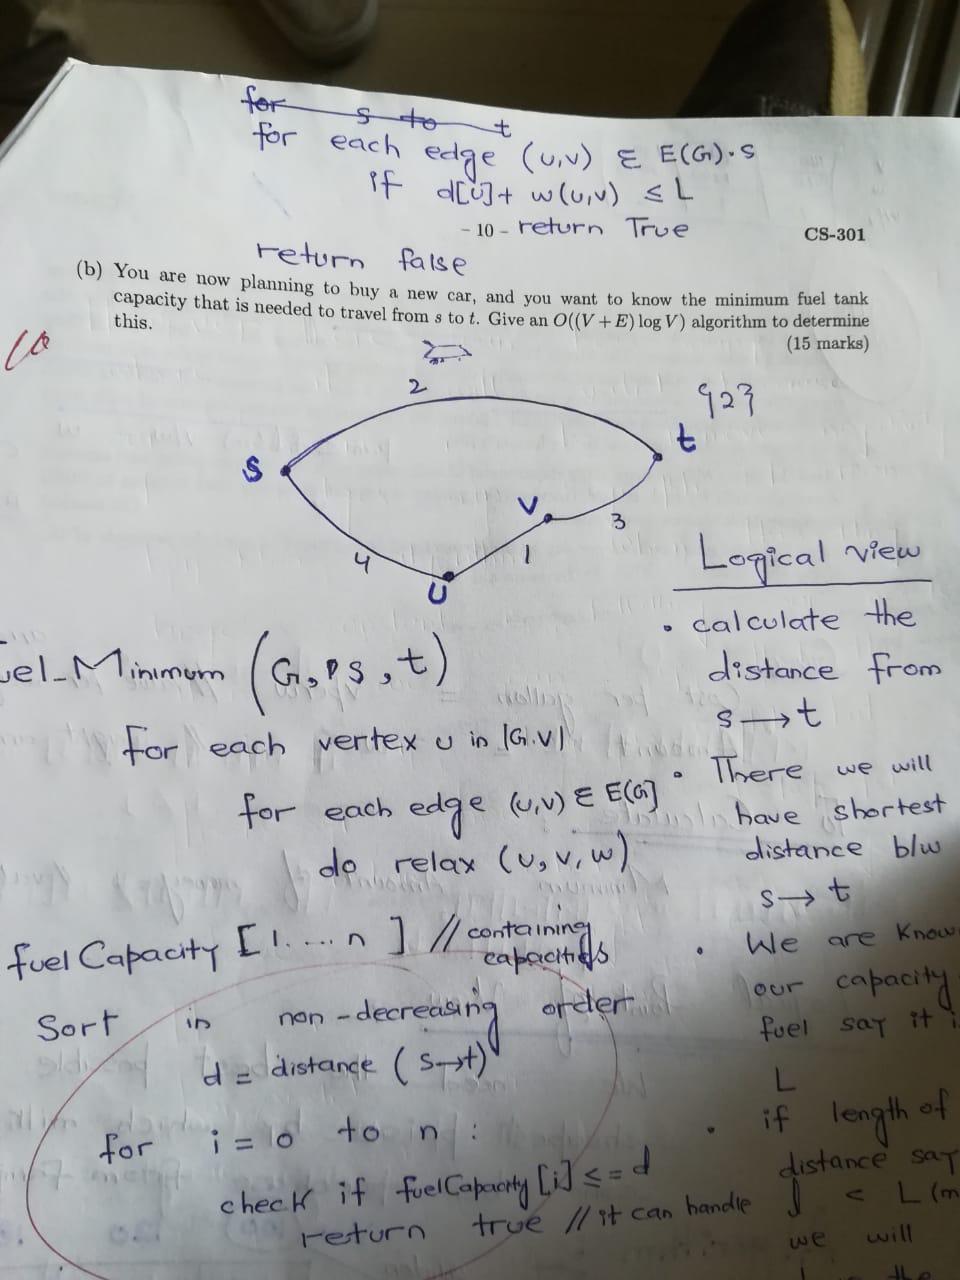 for s to t
for each edge (u,v) ∈ E(G).s
if d[u] + w(u,v) ≤ L
- 10 - return True
CS-301
return false
(b) You are now planning to buy a new car, and you want to know the minimum fuel tank
capacity that is needed to travel from s to t. Give an O((V + E) log V) algorithm to determine
this.
(15 marks)
10
2
{2}
t
S
V
3
1
4
U
Logical view
• calculate the
distance from
s → t
uel_Minimum (G, s, t)
for each vertex u in |G.V|
• There we will
for each edge (u,v) ∈ E[G]
have shortest
do relax (u, v, w)
distance b/w
s → t
fuelCapacity [1. ... n] // containing
capacities
• We are Know
our capacity
Sort in non-decreasing order
fuel say it i
d = distance (s→t)
L
• if length of
for i = 0 to n :
distance say
check if fuelCapacity [i] <= d
< L (m
return true // it can handle
we will
the